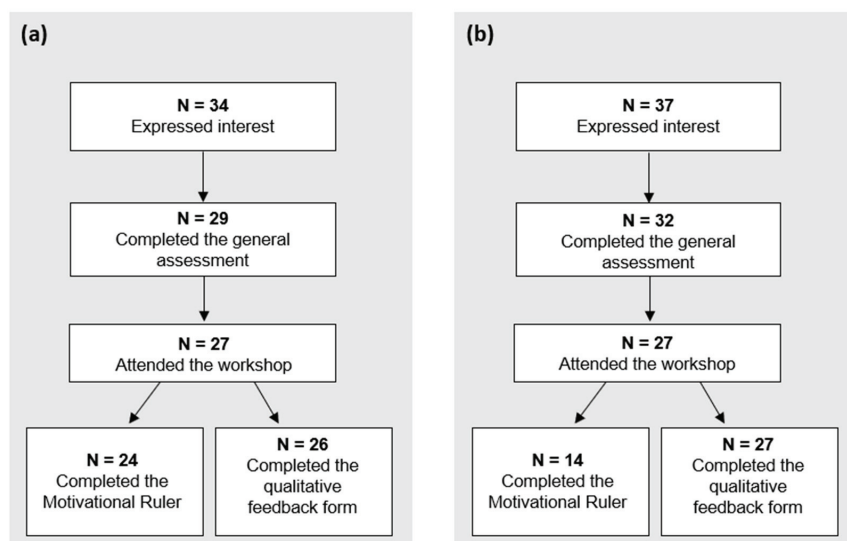 (a)
N = 34
Expressed interest
N = 29
Completed the general
assessment
N = 27
Attended the workshop
N = 24
Completed the
Motivational Ruler
N = 26
Completed the
qualitative
feedback form
(b)
N = 37
Expressed interest
N = 32
Completed the general
assessment
N = 27
Attended the workshop
N = 14
Completed the
Motivational Ruler
N = 27
Completed the
qualitative
feedback form